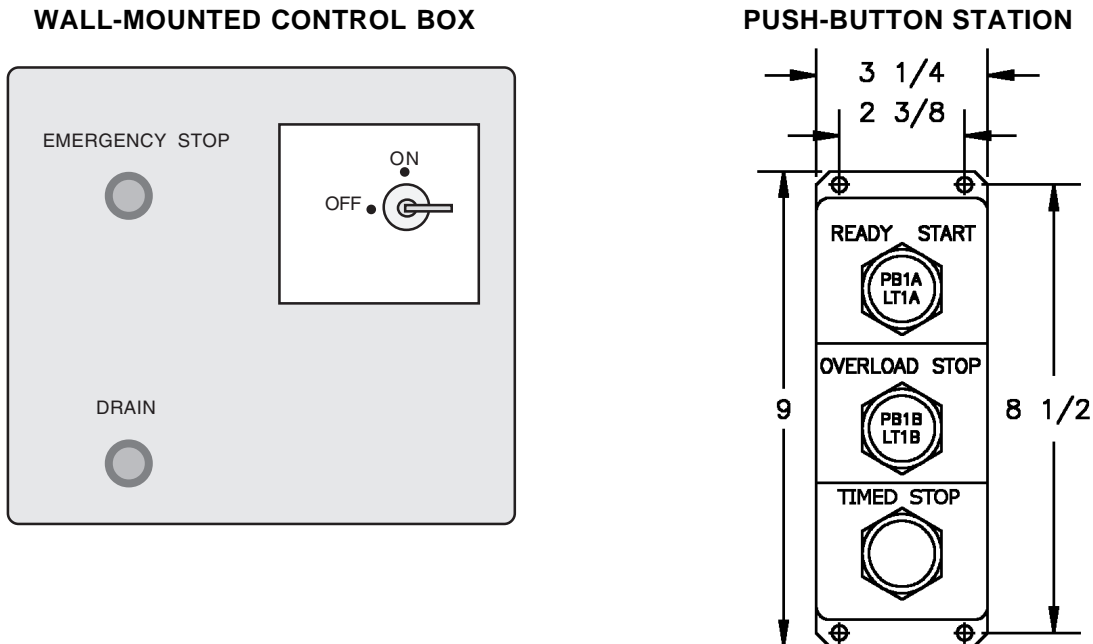 WALL-MOUNTED CONTROL BOX
EMERGENCY STOP
ON
OFF
DRAIN
PUSH-BUTTON STATION
3 1/4
2 3/8
READY START
PB1A
LT1A
OVERLOAD STOP
PB1B
LT1B
9
8 1/2
TIMED STOP